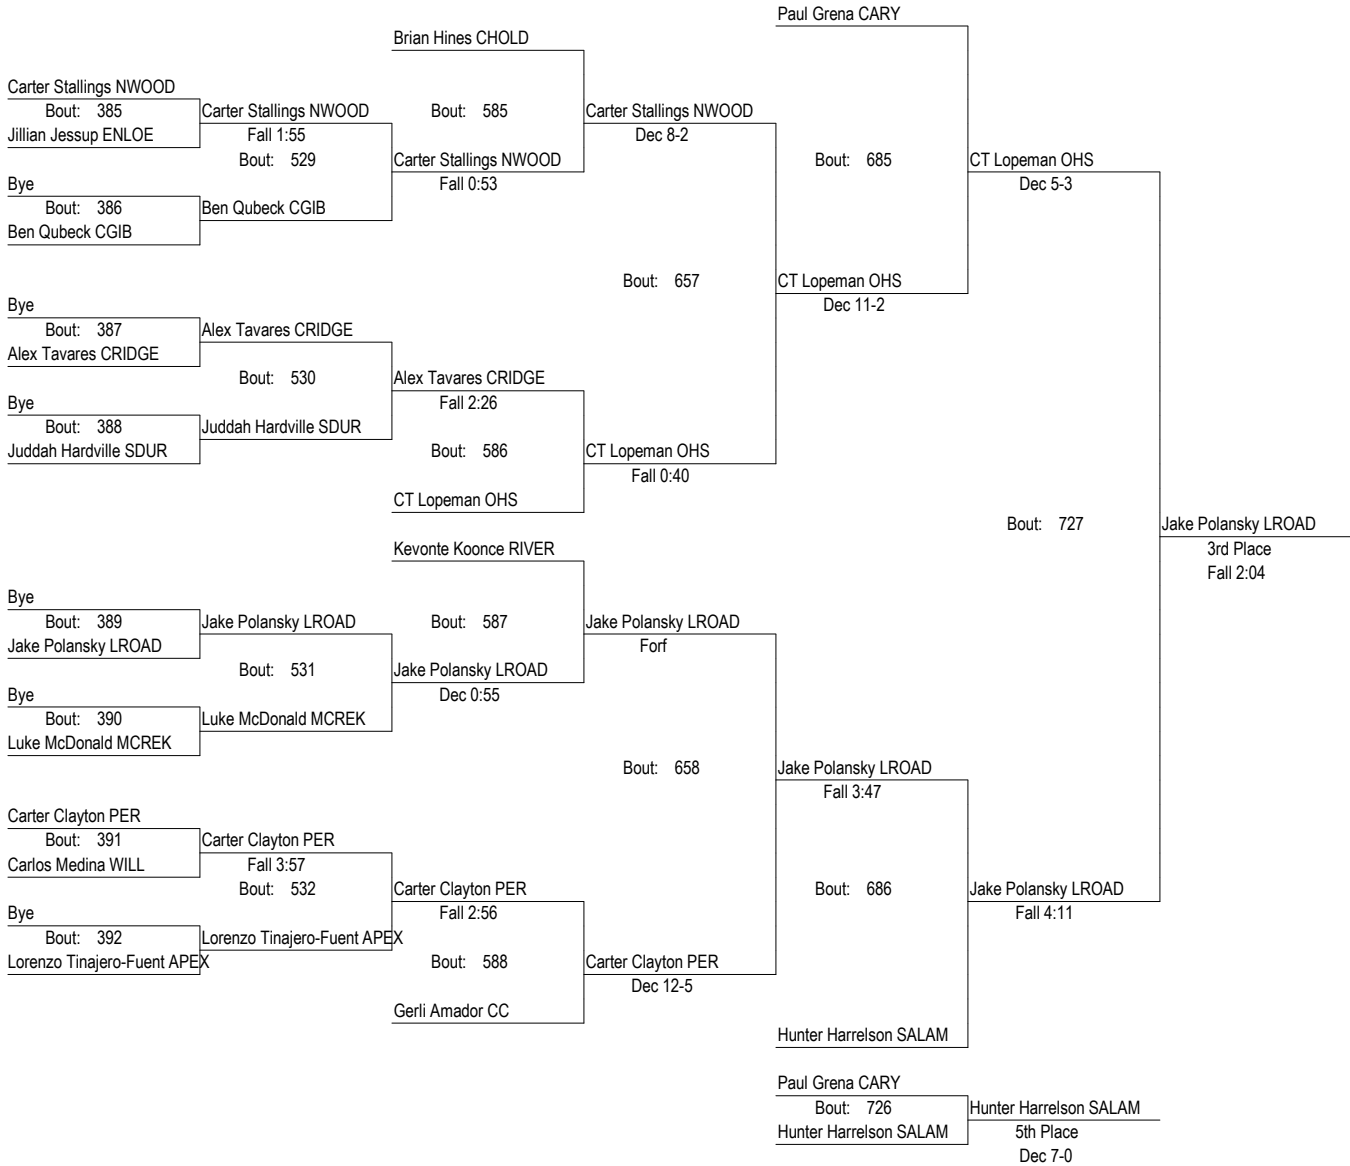 Paul Grena CARY
Brian Hines CHOLD
Carter Stallings NWOOD
Bout: 385
Carter Stallings NWOOD
Bout: 585
Carter Stallings NWOOD
Jillian Jessup ENLOE
Fall 1:55
Dec 8-2
Bout: 529
Carter Stallings NWOOD
Bout: 685
CT Lopeman OHS
Bye
Fall 0:53
Dec 5-3
Bout: 386
Ben Qubeck CGIB
Ben Qubeck CGIB
Bout: 657
CT Lopeman OHS
Bye
Dec 11-2
Bout: 387
Alex Tavares CRIDGE
Alex Tavares CRIDGE
Bout: 530
Alex Tavares CRIDGE
Bye
Fall 2:26
Bout: 388
Juddah Hardville SDUR
Juddah Hardville SDUR
Bout: 586
CT Lopeman OHS
Fall 0:40
CT Lopeman OHS
Bout: 727
Jake Polansky LROAD
Kevonte Koonce RIVER
3rd Place
Fall 2:04
Bye
Bout: 389
Jake Polansky LROAD
Bout: 587
Jake Polansky LROAD
Jake Polansky LROAD
Forf
Bout: 531
Jake Polansky LROAD
Bye
Dec 0:55
Bout: 390
Luke McDonald MCREK
Luke McDonald MCREK
Bout: 658
Jake Polansky LROAD
Fall 3:47
Carter Clayton PER
Bout: 391
Carter Clayton PER
Carlos Medina WILL
Fall 3:57
Bout: 532
Carter Clayton PER
Bout: 686
Jake Polansky LROAD
Bye
Fall 2:56
Fall 4:11
Bout: 392
Lorenzo Tinajero-Fuent APEX
Lorenzo Tinajero-Fuent APEX
Bout: 588
Carter Clayton PER
Dec 12-5
Gerli Amador CC
Hunter Harrelson SALAM
Paul Grena CARY
Bout: 726
Hunter Harrelson SALAM
Hunter Harrelson SALAM
5th Place
Dec 7-0